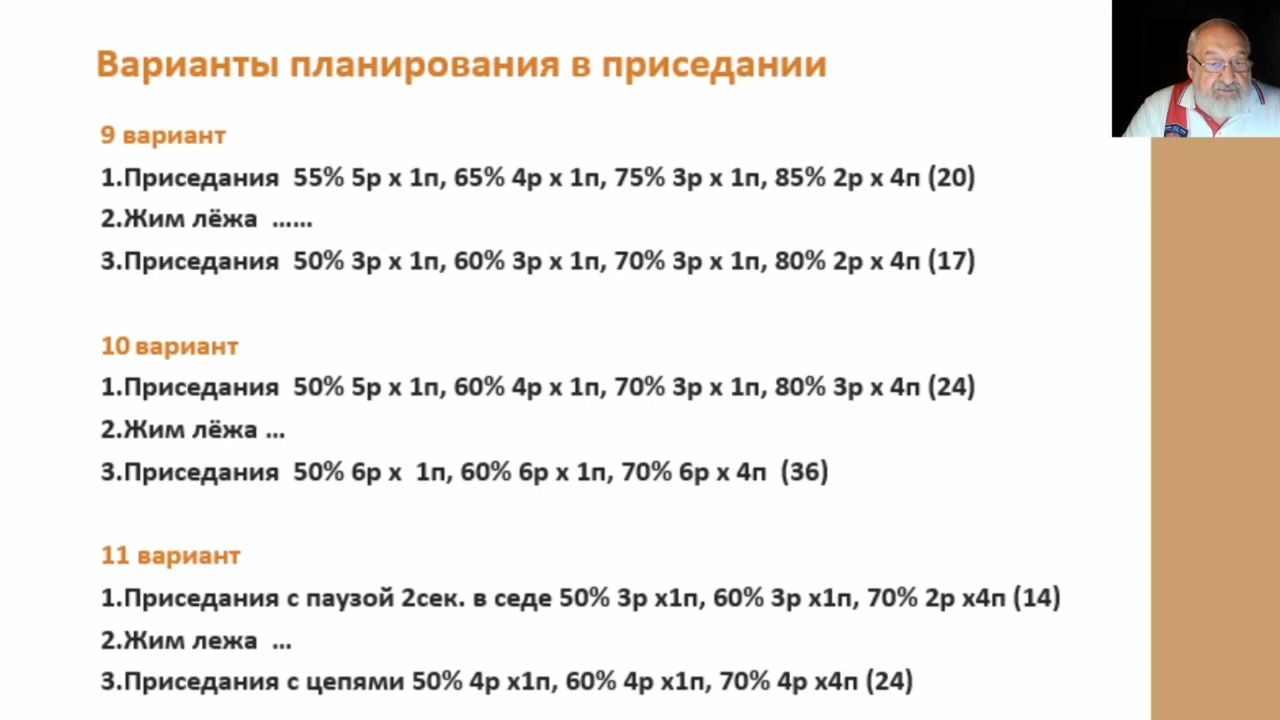 Варианты планирования в приседании
9 вариант
1.Приседания 55% 5р х 1п, 65% 4р х 1п, 75% 3р х 1п, 85% 2р х 4п (20)
2.Жим лёжа ......
3.Приседания 50% 3р х 1п, 60% 3р х 1п, 70% 3р х 1п, 80% 2р х 4п (17)
10 вариант
1.Приседания 50% 5р х 1п, 60% 4р х 1п, 70% 3р х 1п, 80% 3р х 4п (24)
2.Жим лёжа ...
3.Приседания 50% 6р х 1п, 60% 6р х 1п, 70% 6р х 4п (36)
11 вариант
1.Приседания с паузой 2сек. в седе 50% 3р х1п, 60% 3р х1п, 70% 2р х4п (14)
2.Жим лежа ...
3.Приседания с цепями 50% 4р х1п, 60% 4р х1п, 70% 4р х4п (24)